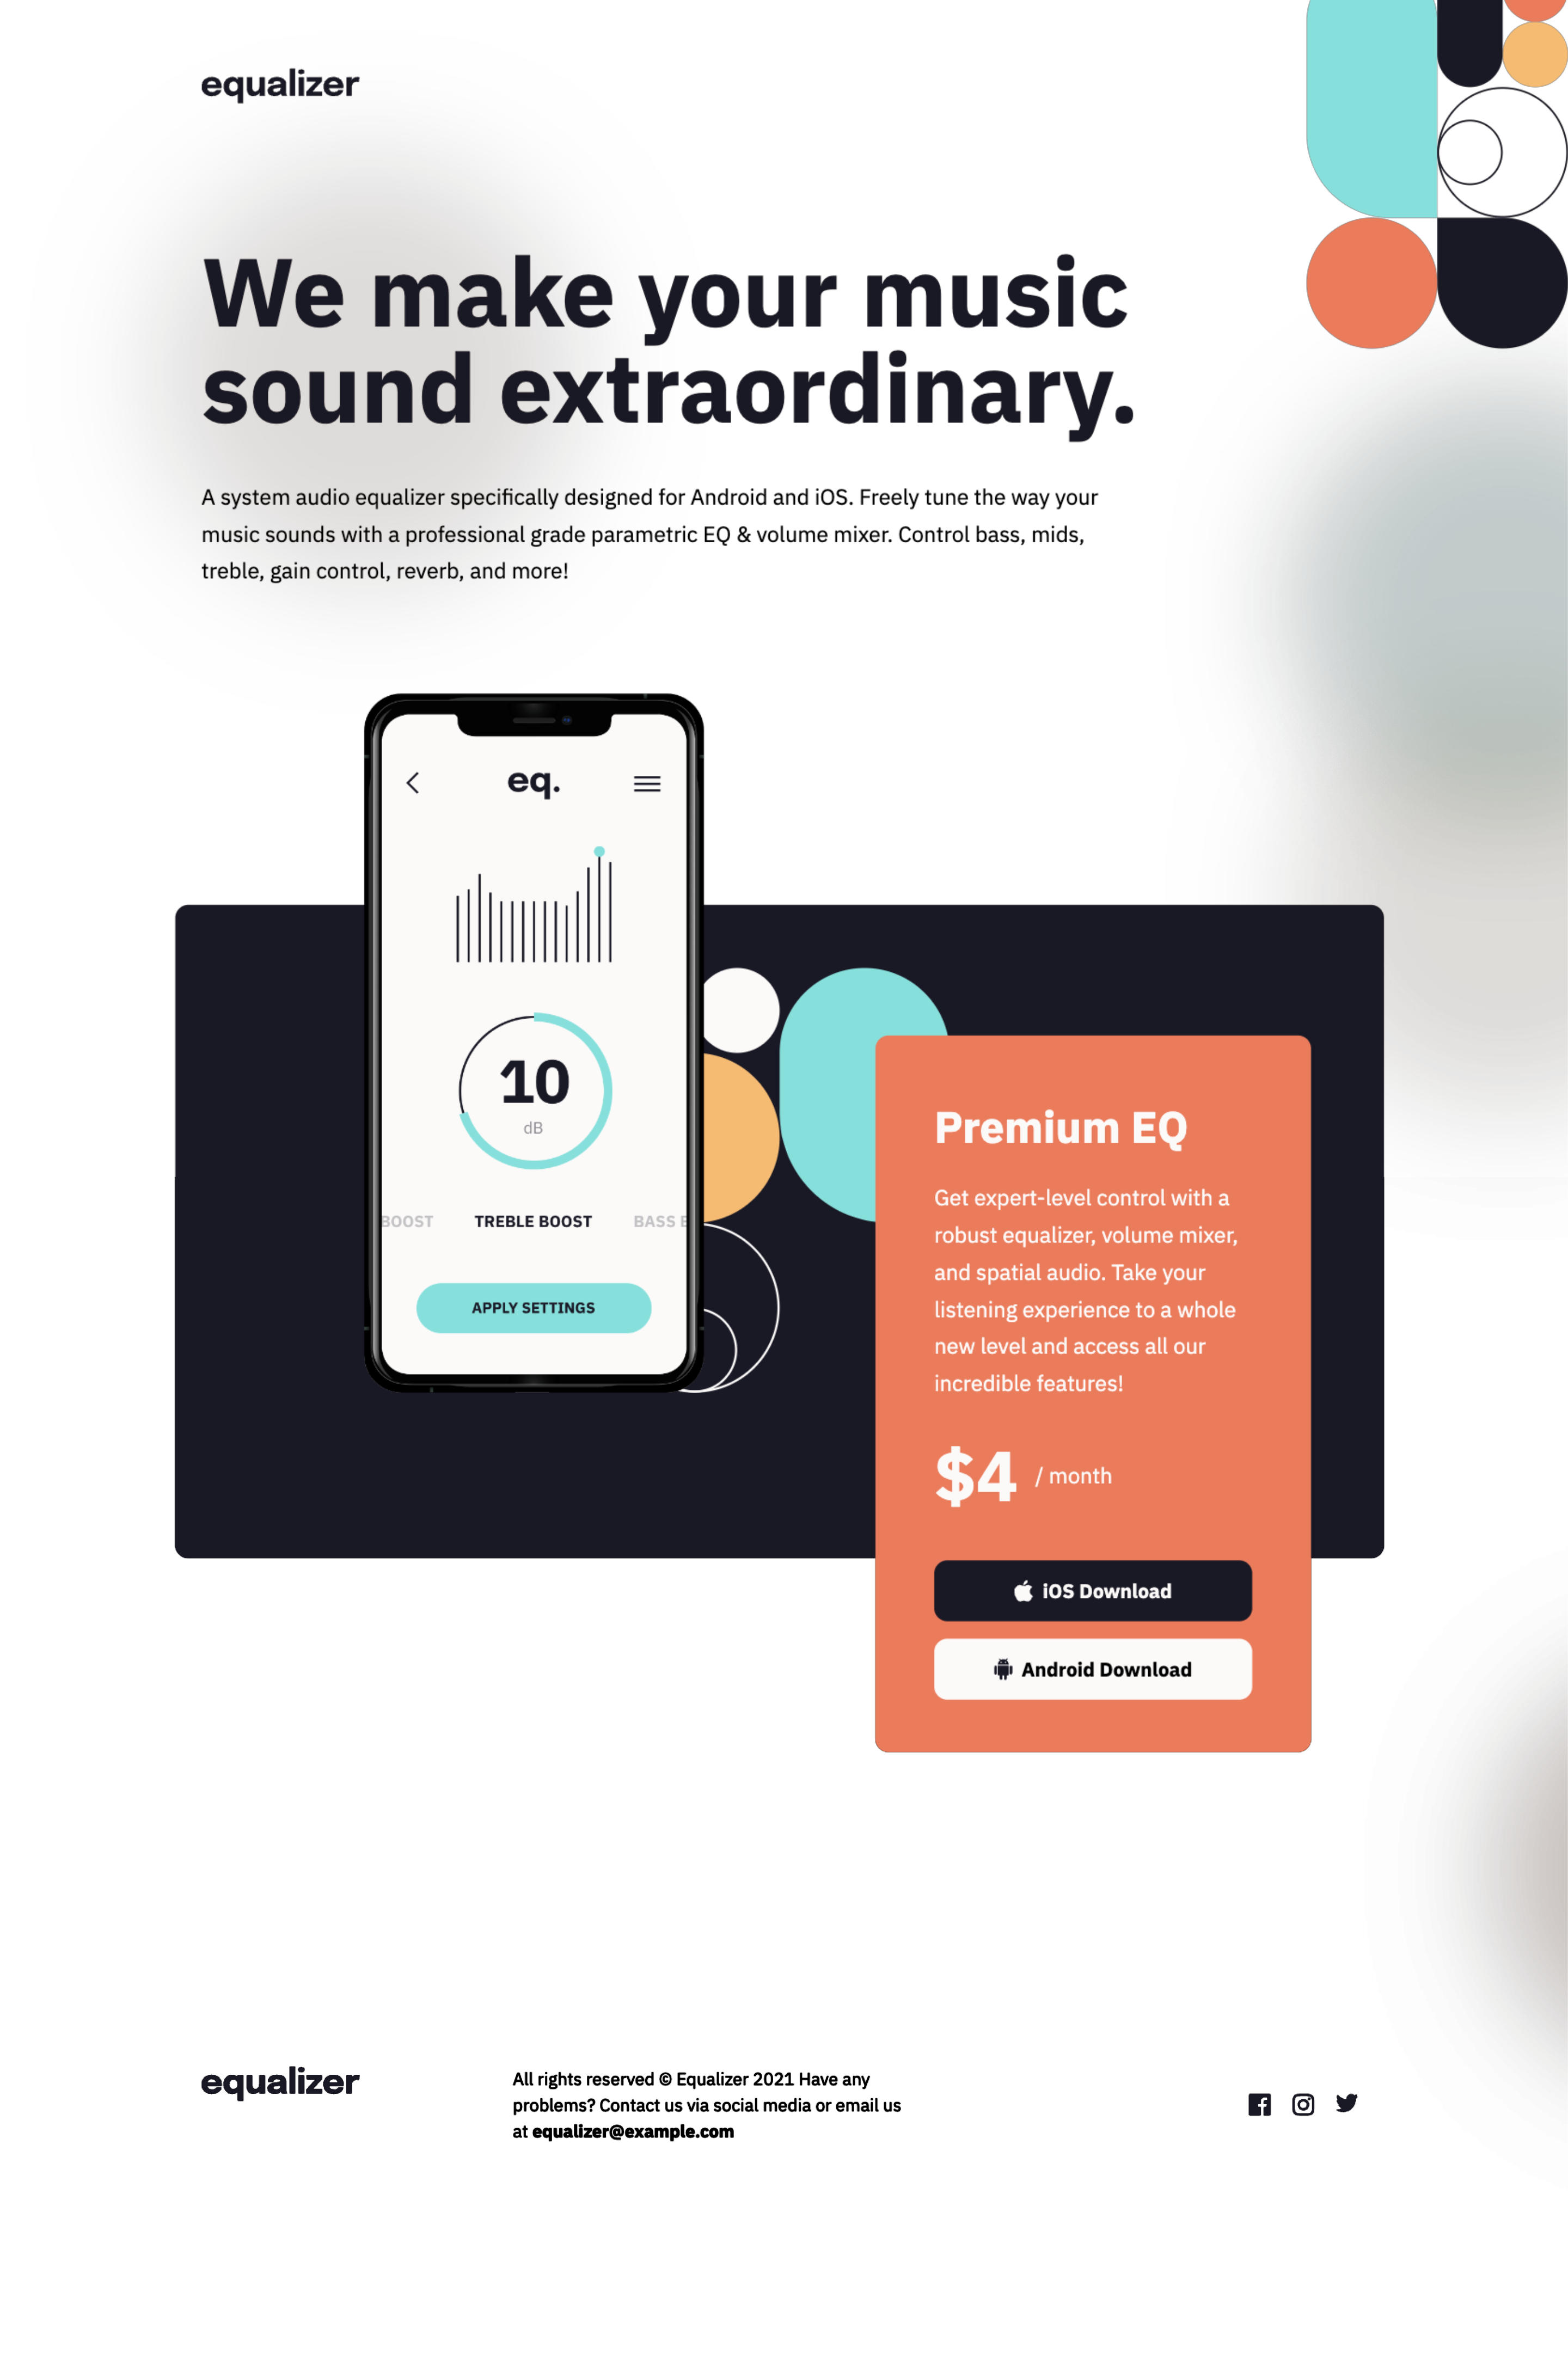 equalizer
We make your music
sound extraordinary.
A system audio equalizer specifically designed for Android and iOS. Freely tune the way your
music sounds with a professional grade parametric EQ & volume mixer. Control bass, mids,
treble, gain control, reverb, and more!
eq.
10
dB
BOOST TREBLE BOOST BASS B
APPLY SETTINGS
Premium EQ
Get expert-level control with a
robust equalizer, volume mixer,
and spatial audio. Take your
listening experience to a whole
new level and access all our
incredible features!
$4 / month
iOS Download
Android Download
equalizer
All rights reserved © Equalizer 2021 Have any
problems? Contact us via social media or email us
at equalizer@example.com